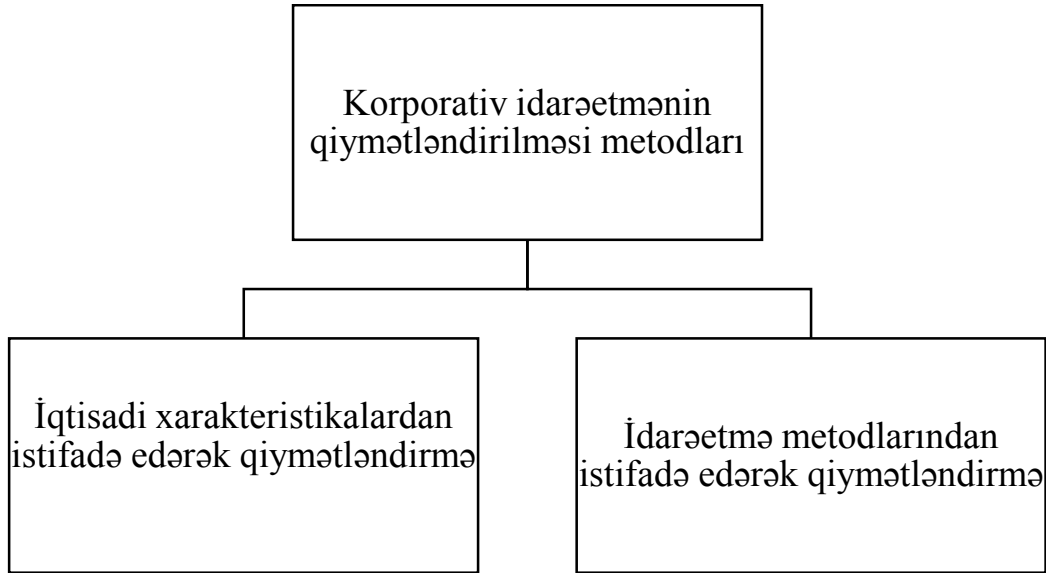 Korporativ idarəetmənin
qiymətləndirilməsi metodları
İqtisadi xarakteristikalardan
istifadə edərək qiymətləndirmə
İdarəetmə metodlarından
istifadə edərək qiymətləndirmə